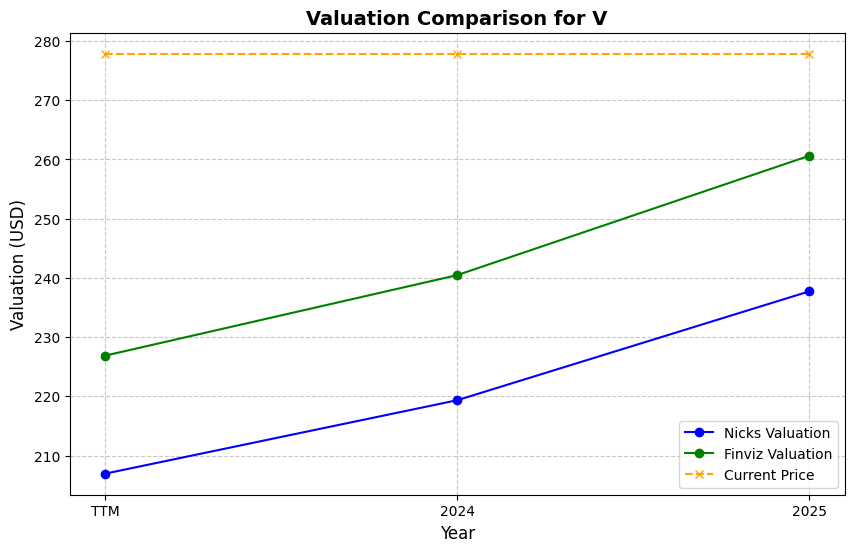 Valuation Comparison for V
Valuation (USD)
280
270
260
250
240
230
220
210
TTM
2024
2025
Year
Nicks Valuation
Finviz Valuation
Current Price